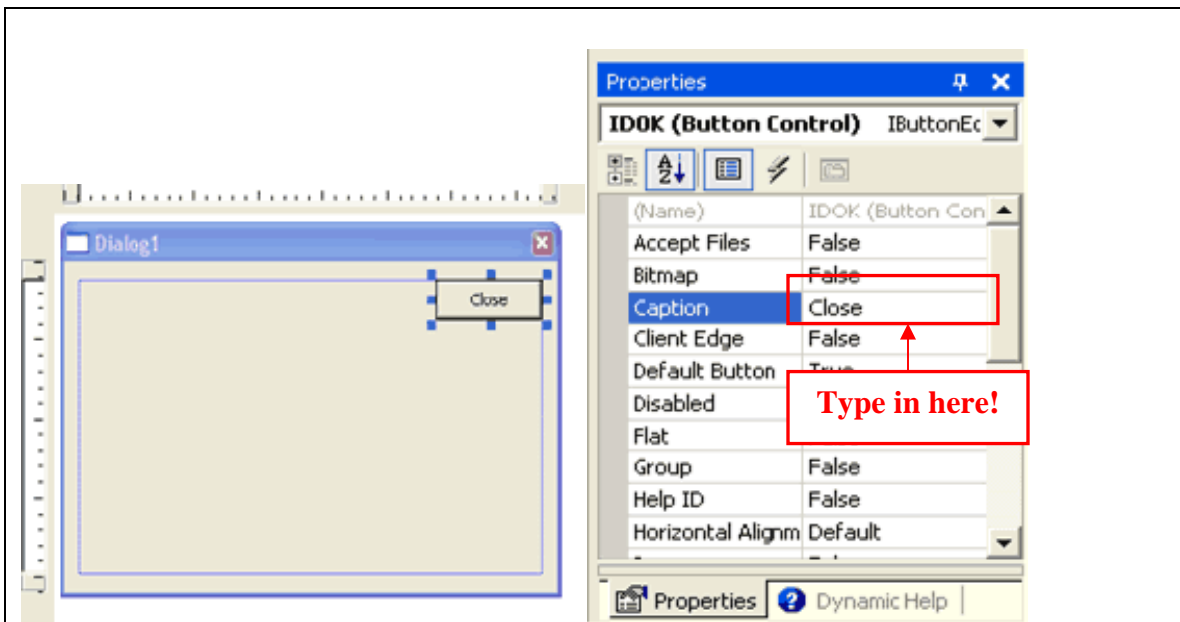 Dialog1
Close
Properties
IDOK (Button Control) IButtonEc
(Name) IDOK (Button Con
Accept Files False
Bitmap False
Caption Close
Client Edge False
Default Button True
Disabled
Type in here!
Flat
Group False
Help ID False
Horizontal Alignm Default
Properties Dynamic Help